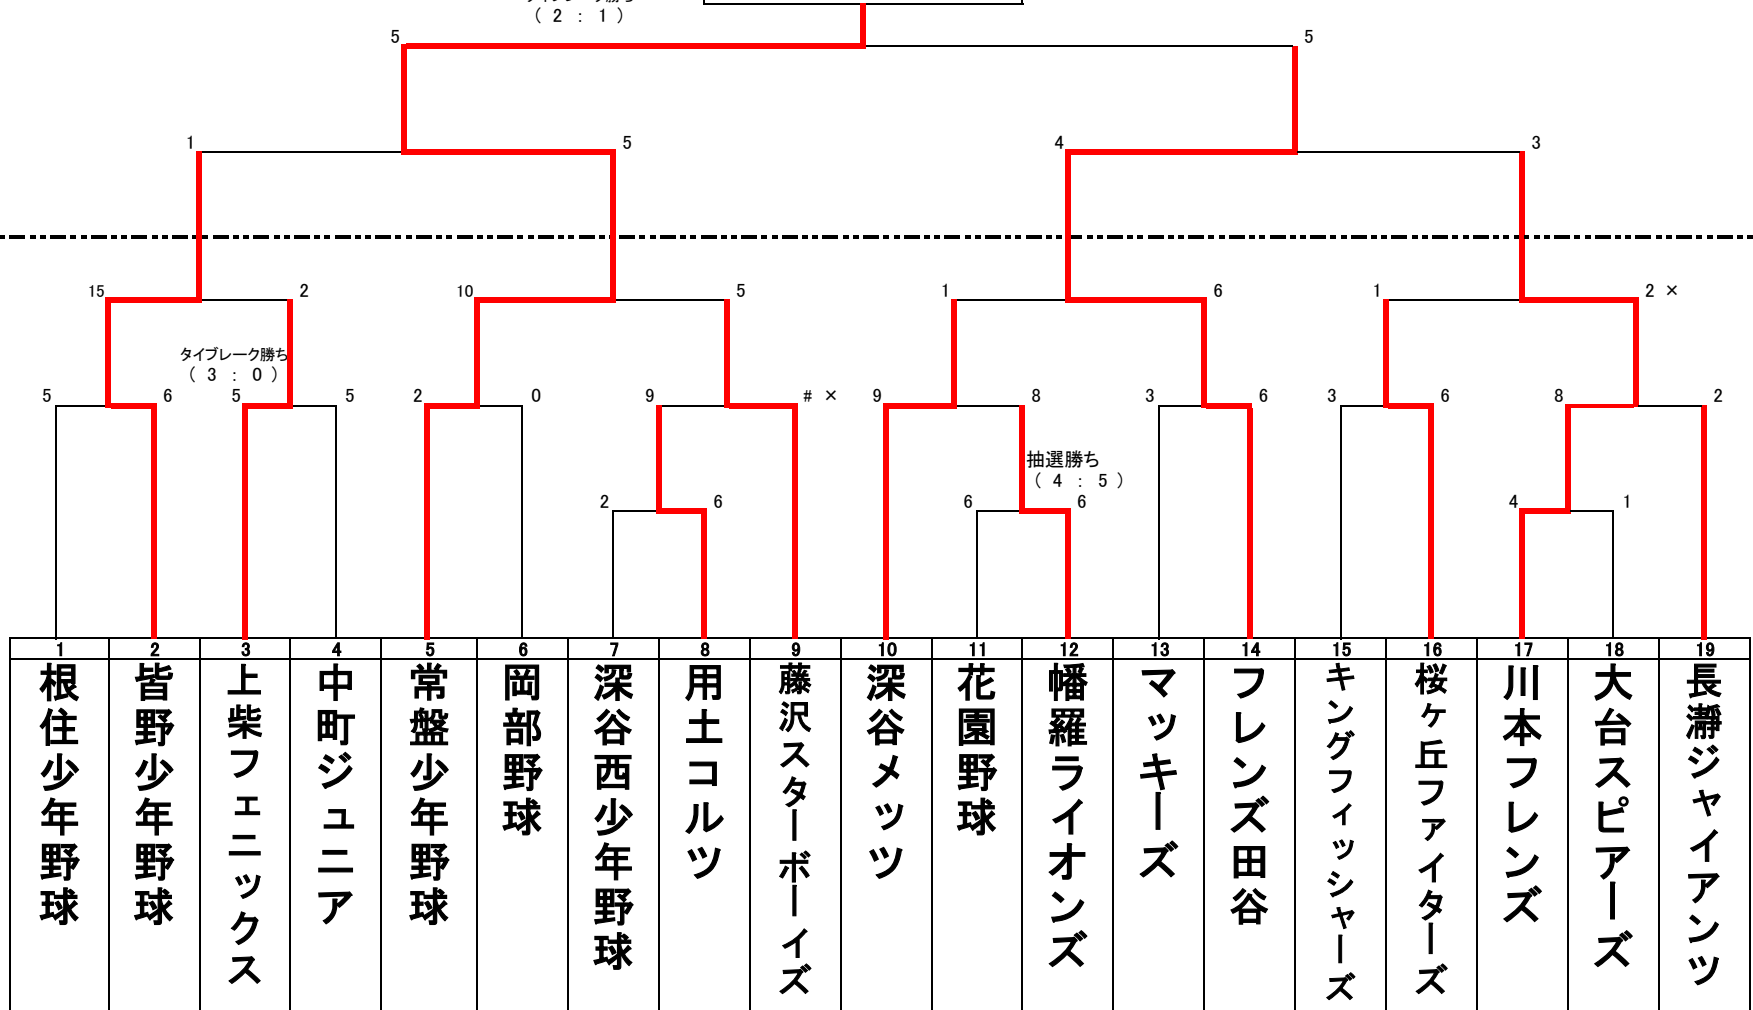 ( 2 : 1 )
5
5
1
5
4
3
15
2
10
5
1
6
1
2 ×
タイブレーク勝ち
( 3 : 0 )
5
6
5
5
2
0
9
# ×
9
8
3
6
3
6
8
2
抽選勝ち
( 4 : 5 )
2
6
6
6
4
1
1
2
3
4
5
6
7
8
9
10
11
12
13
14
15
16
17
18
19
根住少年野球
皆野少年野球
上柴フェニックス
中町ジュニア
常盤少年野球
岡部野球
深谷西少年野球
用土コルツ
藤沢スターボーイズ
深谷メッツ
花園野球
幡羅ライオンズ
マッキーズ
フレンズ田谷
キングフィッシャーズ
桜ヶ丘ファイターズ
川本フレンズ
大台スピアーズ
長瀞ジャイアンツ